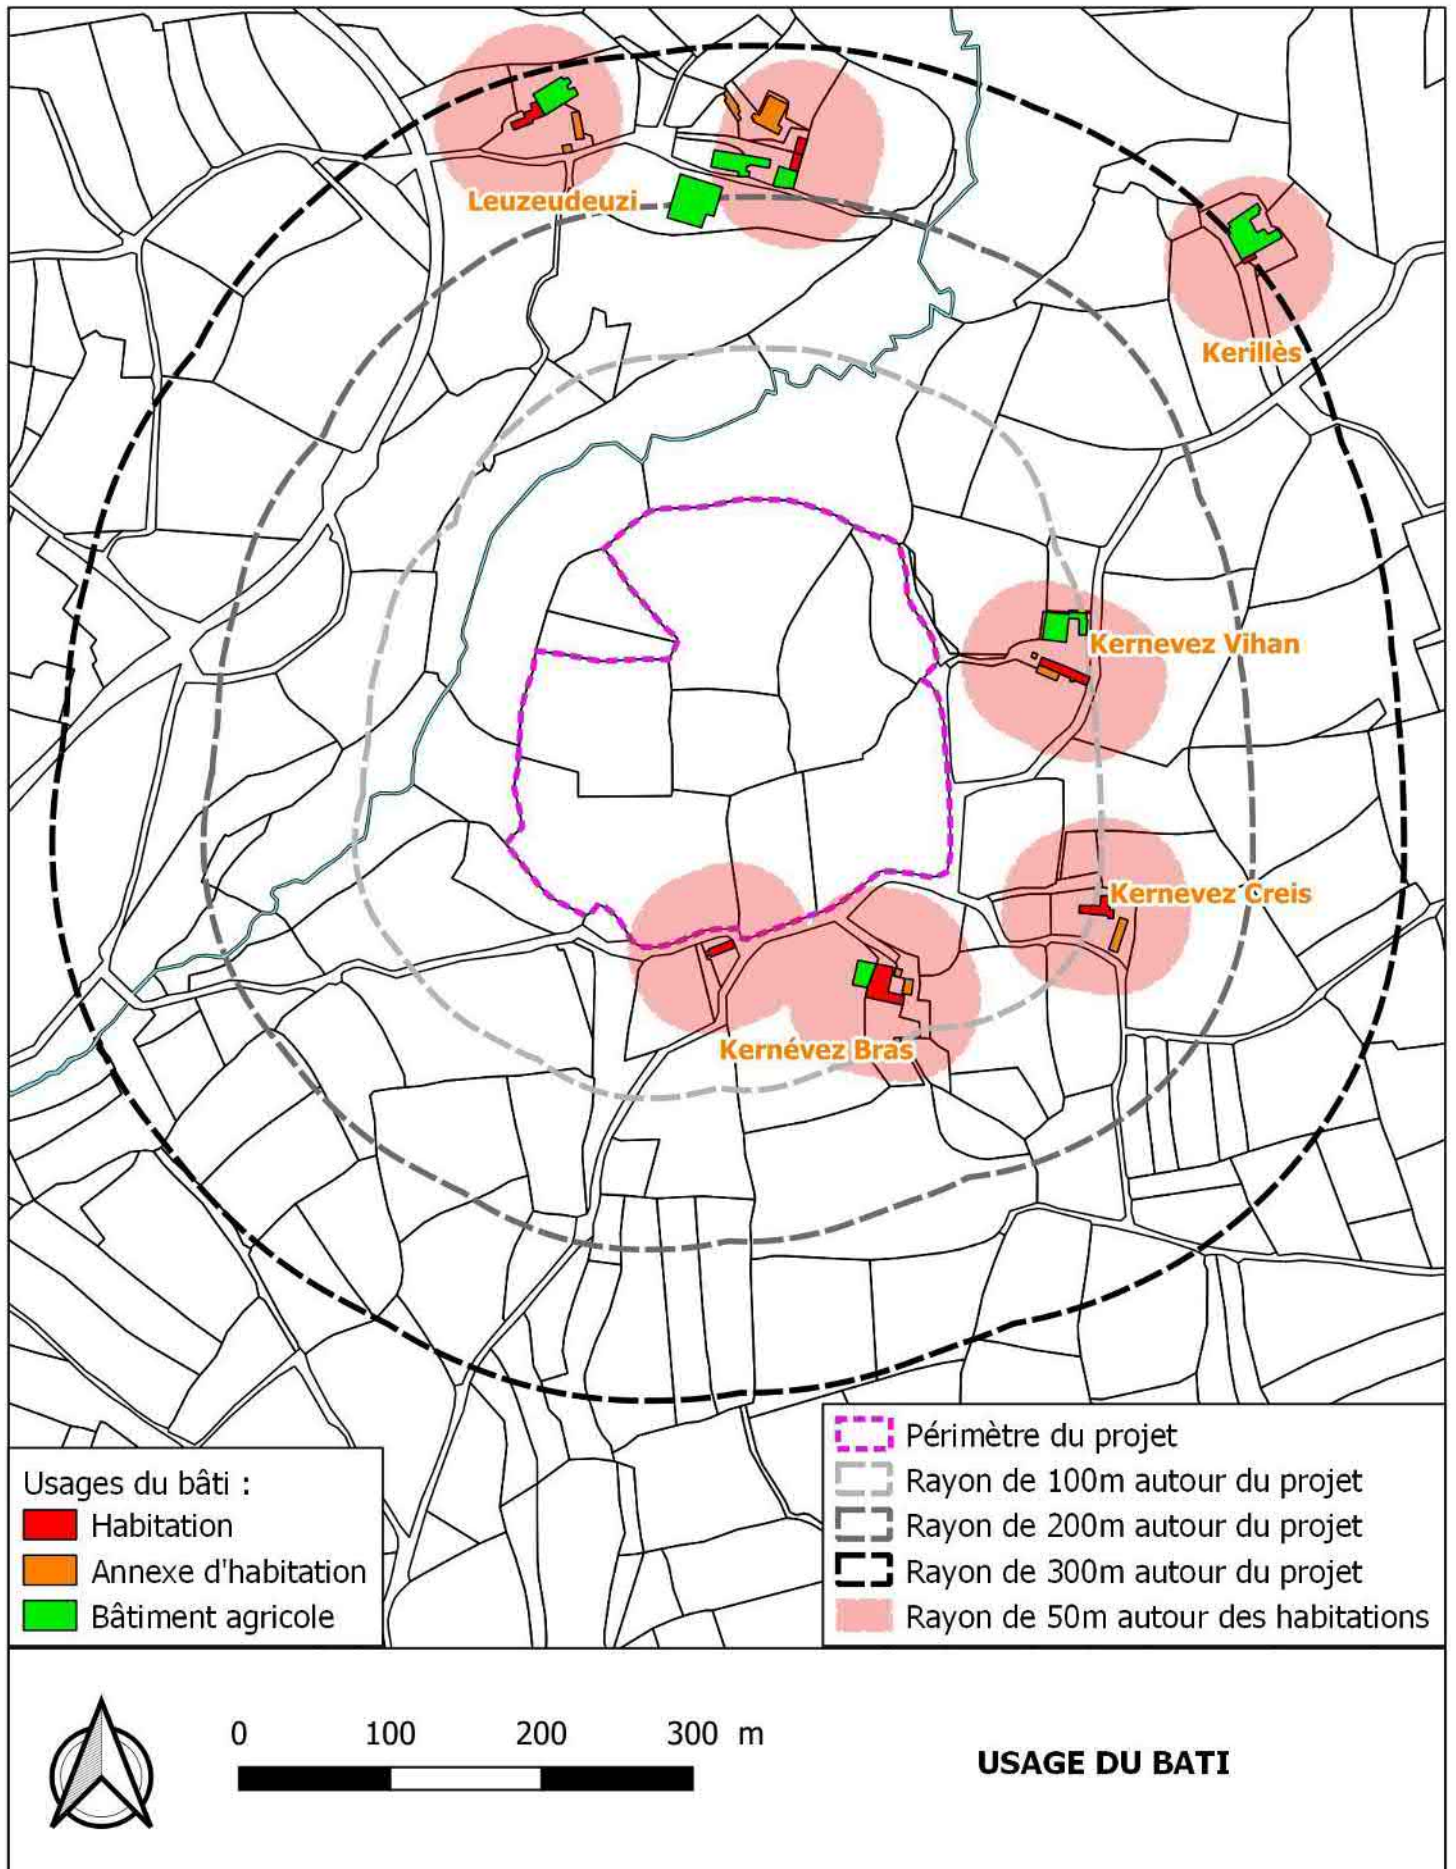 Leuzeudeuzi
Kerillès
Kernevez Vihan
Kernevez Creis
Kernévez Bras
Usages du bâti :
Habitation
Annexe d'habitation
Bâtiment agricole
Périmètre du projet
Rayon de 100m autour du projet
Rayon de 200m autour du projet
Rayon de 300m autour du projet
Rayon de 50m autour des habitations
0 100 200 300 m
USAGE DU BATI